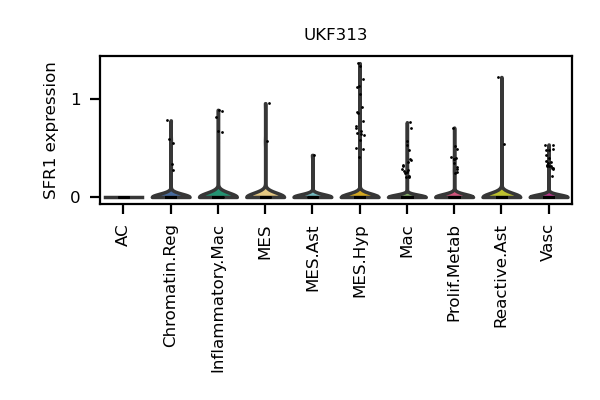 UKF313
SFR1 expression
1
0
AC
Chromatin.Reg
Inflammatory.Mac
MES
MES.Ast
MES.Hyp
Mac
Prolif.Metab
Reactive.Ast
Vasc